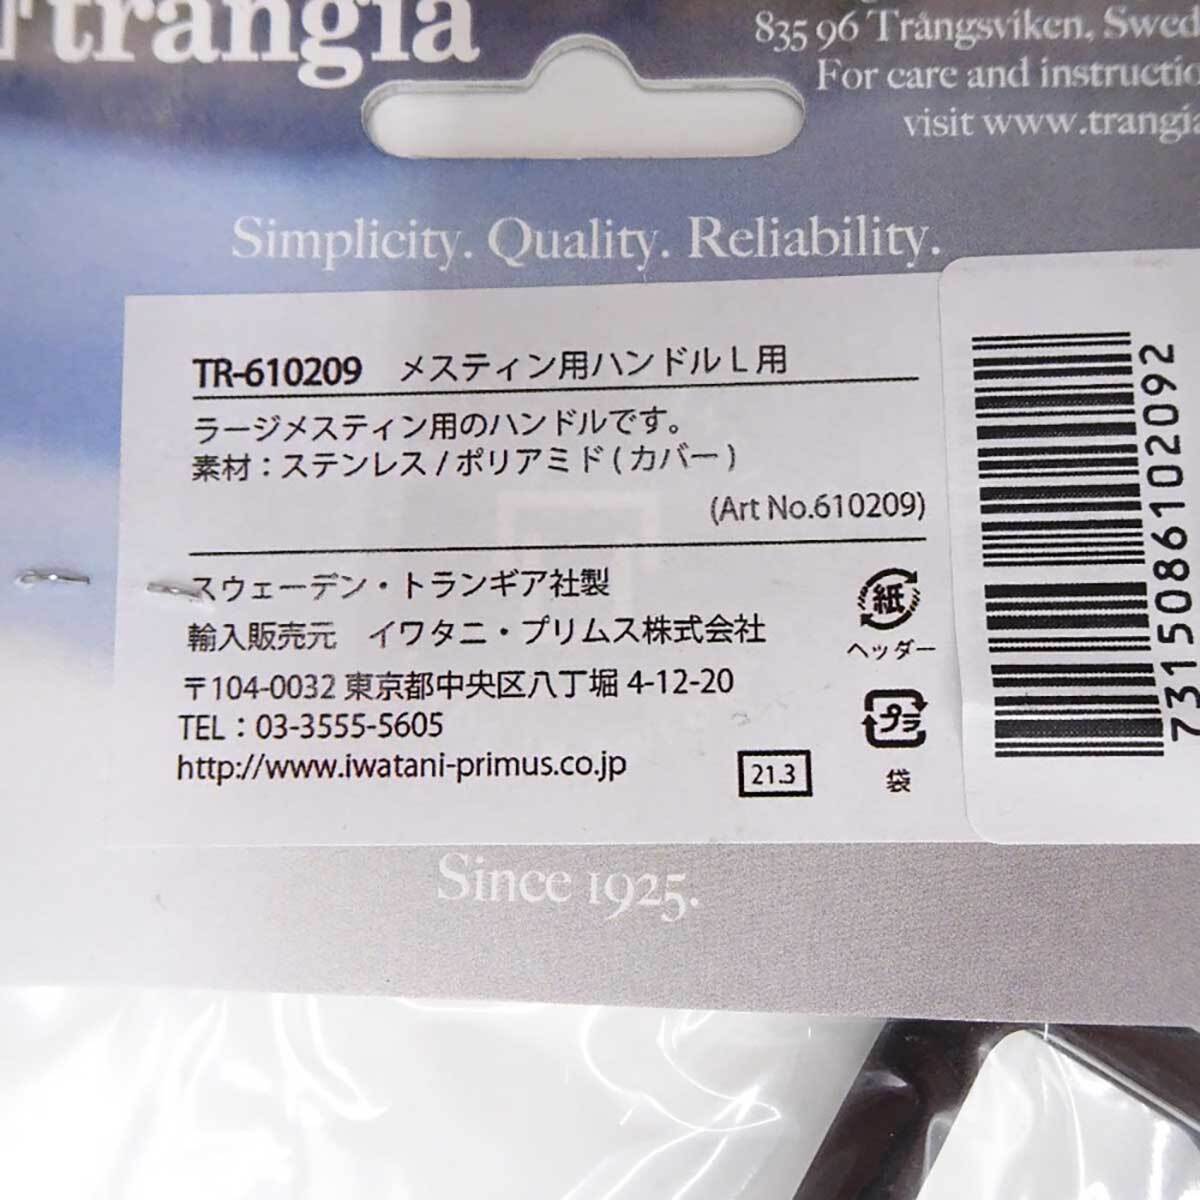 trangia
835 96 Trångsviken, Swed
For care and instructio
visit www.trangia
Simplicity. Quality. Reliability.
TR-610209 メスティン用ハンドルL用
ラージメスティン用のハンドルです。
素材：ステンレス/ポリアミド(カバー)
(Art No.610209)
スウェーデン・トランギア社製
輸入販売元 イワタニ・プリムス株式会社
〒104-0032 東京都中央区八丁堀 4-12-20
TEL：03-3555-5605
http://www.iwatani-primus.co.jp
紙
ヘッダー
プラ
袋
21.3
7315086102092
Since 1925.